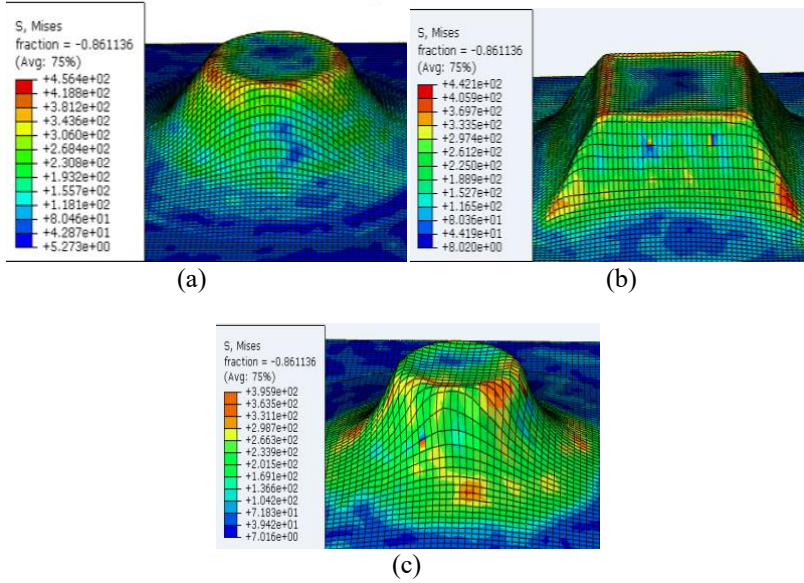 S, Mises
fraction = -0.861136
(Avg: 75%)
+4.564e+02
+4.188e+02
+3.812e+02
+3.436e+02
+3.060e+02
+2.684e+02
+2.308e+02
+1.932e+02
+1.557e+02
+1.181e+02
+8.046e+01
+4.287e+01
+5.273e+00
(a)
S, Mises
fraction = -0.861136
(Avg: 75%)
+4.421e+02
+4.059e+02
+3.697e+02
+3.335e+02
+2.974e+02
+2.612e+02
+2.250e+02
+1.889e+02
+1.527e+02
+1.165e+02
+8.036e+01
+4.419e+01
+8.020e+00
(b)
S, Mises
fraction = -0.861136
(Avg: 75%)
+3.959e+02
+3.635e+02
+3.311e+02
+2.987e+02
+2.663e+02
+2.339e+02
+2.015e+02
+1.691e+02
+1.366e+02
+1.042e+02
+7.183e+01
+3.942e+01
+7.016e+00
(c)